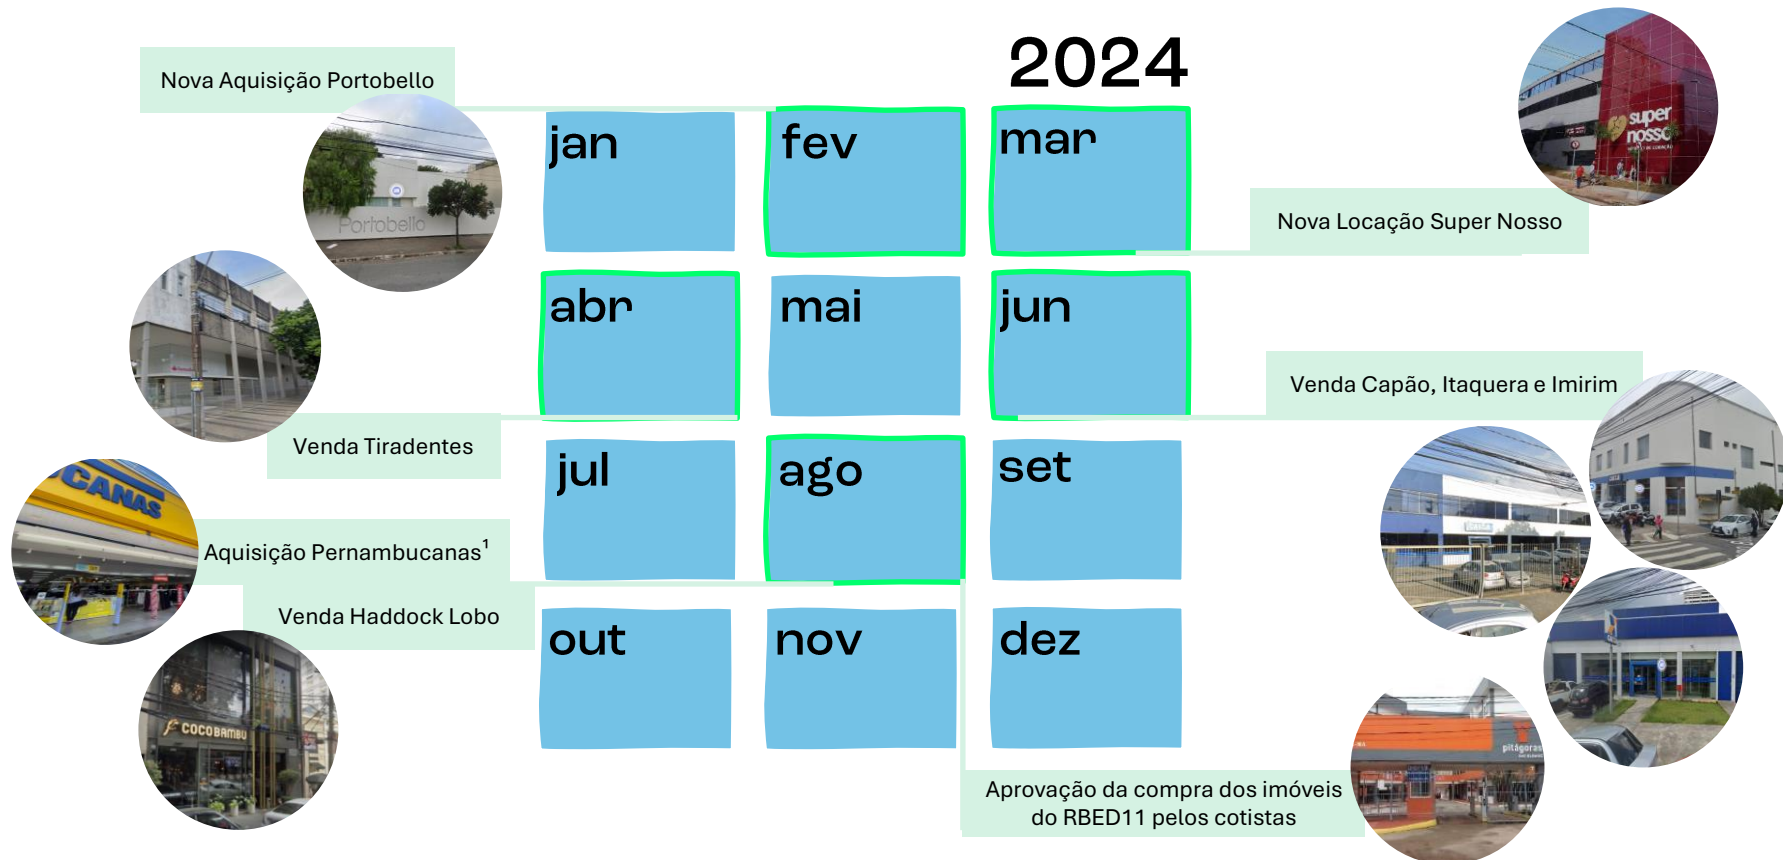 2024
Nova Aquisição Portobello
jan
fev
mar
super
nosso
Portobello
Nova Locação Super Nosso
abr
mai
jun
Venda Capão, Itaquera e Imirim
Venda Tiradentes
jul
ago
set
CANAS
Aquisição Pernambucanas¹
Venda Haddock Lobo
out
nov
dez
COCO BAMBU
pitágoras
Aprovação da compra dos imóveis
do RBED11 pelos cotistas